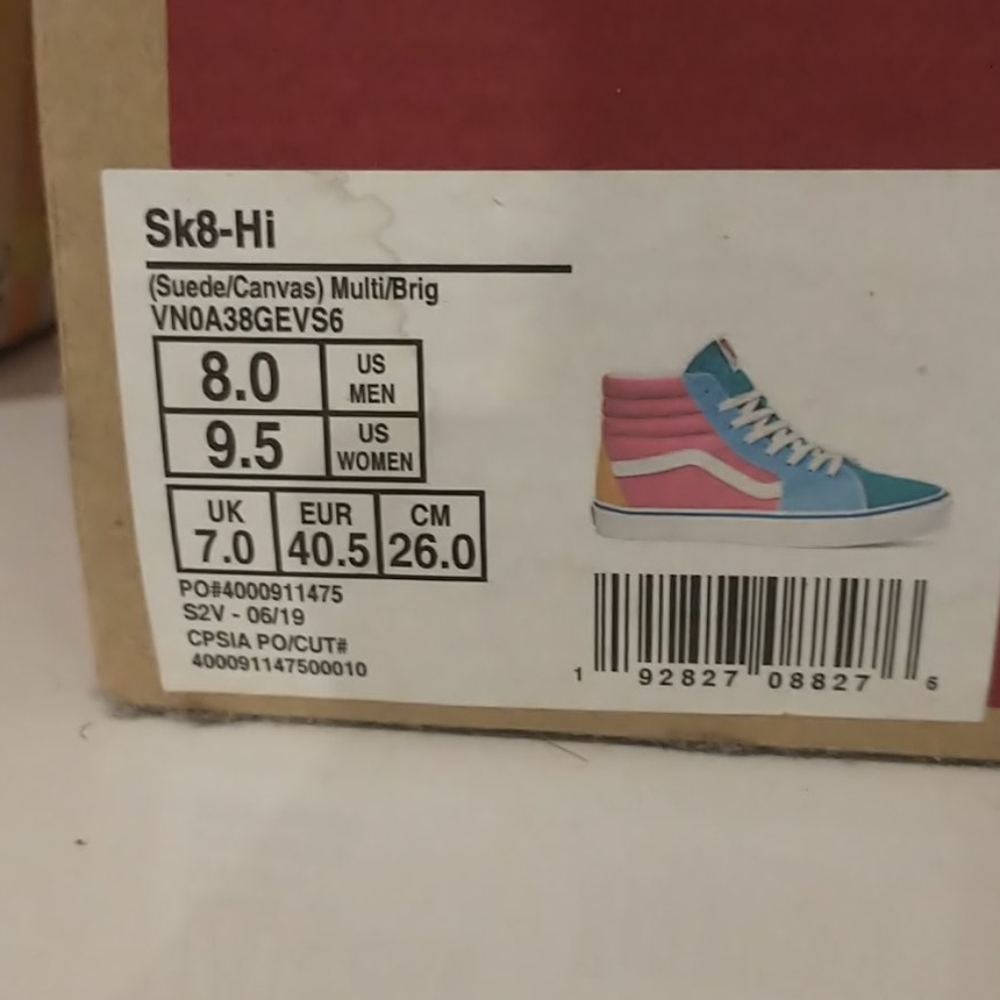 Sk8-Hi
(Suede/Canvas) Multi/Brig
VN0A38GEVS6
8.0 US MEN
9.5 US WOMEN
UK EUR CM
7.0 40.5 26.0
PO#4000911475
S2V - 06/19
CPSIA PO/CUT#
400091147500010
1 92827 08827 6